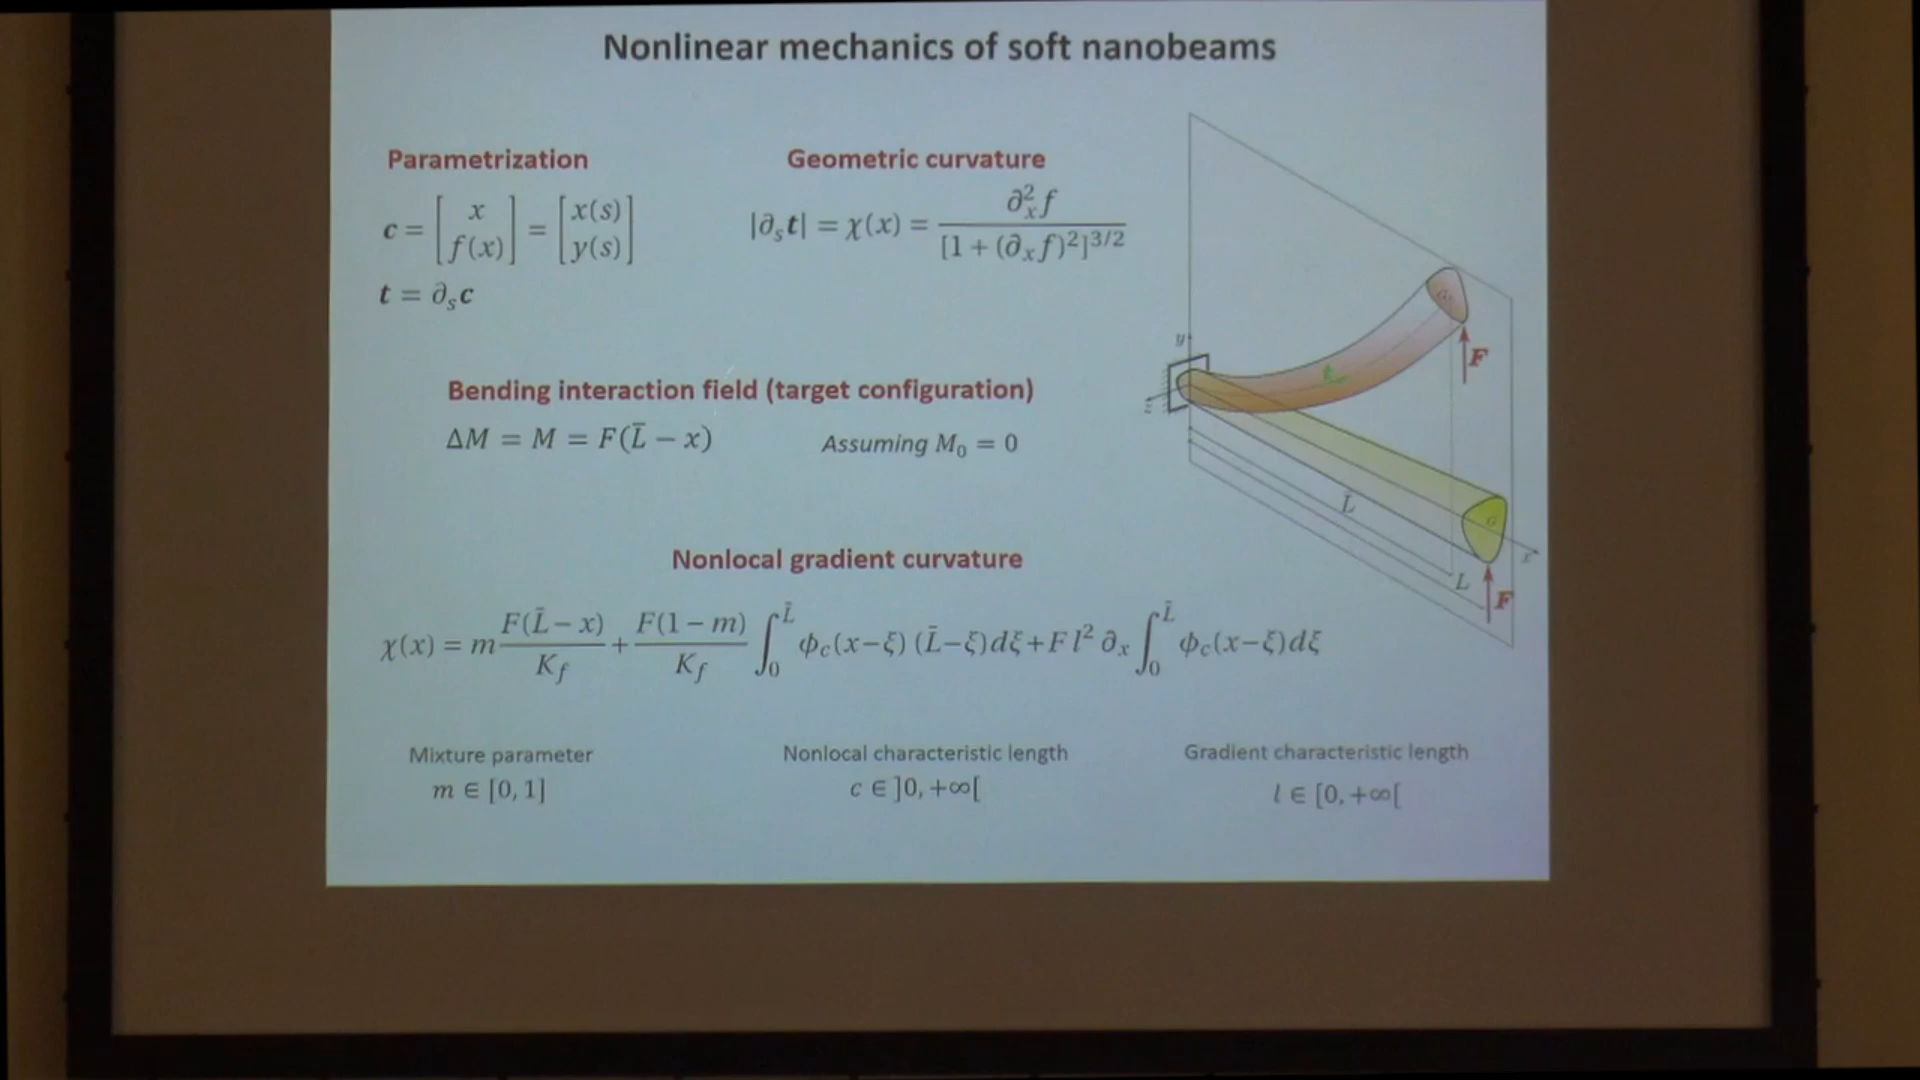 Nonlinear mechanics of soft nanobeams
Parametrization
c = [x f(x)] = [x(s) y(s)]
t = ∂ₛc
Geometric curvature
|∂ₛt| = χ(x) = ∂²ₓf / [1 + (∂ₓf)²]^3/2
Bending interaction field (target configuration)
ΔM = M = F(L̄ − x)
Assuming M₀ = 0
y
z
t
G
F
L̄
G
x
L
F
Nonlocal gradient curvature
χ(x) = m F(L̄ − x) / K_f + F(1 − m) / K_f ∫₀^L̄ ϕ_c(x−ξ) (L̄−ξ)dξ + F l² ∂ₓ ∫₀^L̄ ϕ_c(x−ξ)dξ
Mixture parameter
m ∈ [0, 1]
Nonlocal characteristic length
c ∈ ]0, +∞[
Gradient characteristic length
l ∈ [0, +∞[